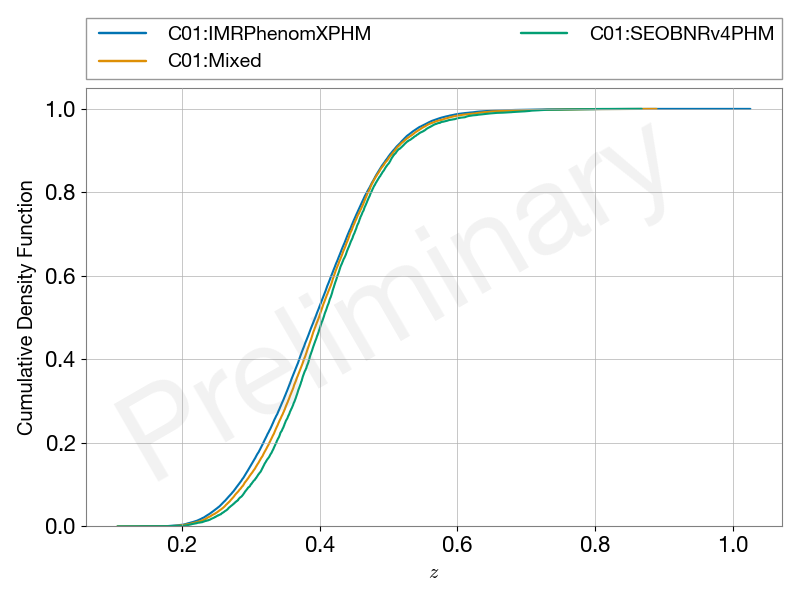 C01:IMRPhenomXPHM
C01:Mixed
C01:SEOBNRv4PHM
Cumulative Density Function
1.0
0.8
0.6
0.4
0.2
0.0
Preliminary
0.2 0.4 0.6 0.8 1.0
z